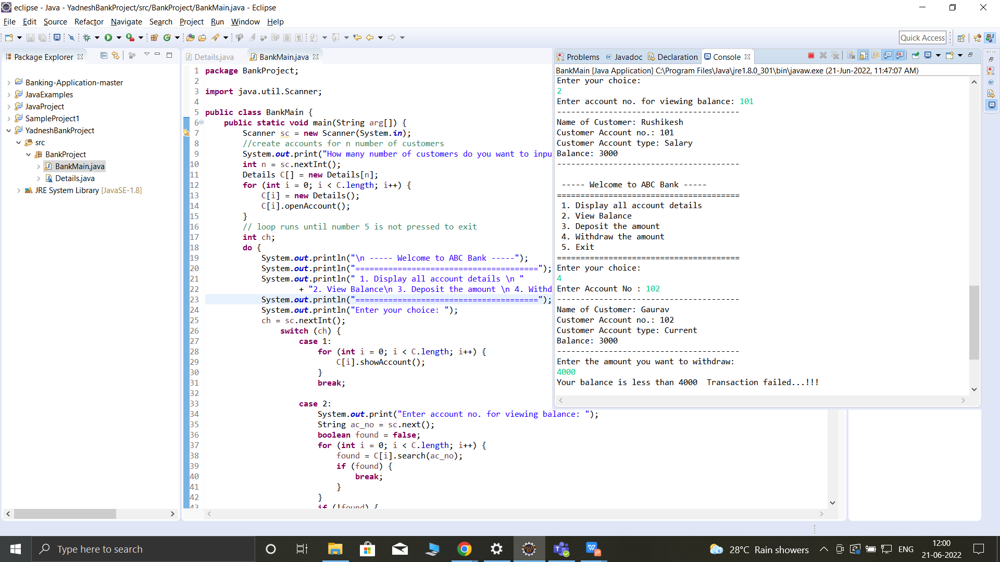 eclipse - Java - YadneshBankProject/src/BankProject/BankMain.java - Eclipse
File Edit Source Refactor Navigate Search Project Run Window Help
Quick Access
Package Explorer
Banking-Application-master
JavaExamples
JavaProject
SampleProject1
YadneshBankProject
src
BankProject
BankMain.java
Details.java
JRE System Library [JavaSE-1.8]
Details.java BankMain.java
1 package BankProject;
2
3 import java.util.Scanner;
4
5 public class BankMain {
6 public static void main(String arg[]) {
7 Scanner sc = new Scanner(System.in);
8 //create accounts for n number of customers
9 System.out.print("How many number of customers do you want to inpu
10 int n = sc.nextInt();
11 Details C[] = new Details[n];
12 for (int i = 0; i < C.length; i++) {
13 C[i] = new Details();
14 C[i].openAccount();
15 }
16 // loop runs until number 5 is not pressed to exit
17 int ch;
18 do {
19 System.out.println("\n ----- Welcome to ABC Bank -----");
20 System.out.println("=======================================");
21 System.out.println(" 1. Display all account details \n "
22 + "2. View Balance\n 3. Deposit the amount \n 4. Withd
23 System.out.println("=======================================");
24 System.out.println("Enter your choice: ");
25 ch = sc.nextInt();
26 switch (ch) {
27 case 1:
28 for (int i = 0; i < C.length; i++) {
29 C[i].showAccount();
30 }
31 break;
32
33 case 2:
34 System.out.print("Enter account no. for viewing balance: ");
35 String ac_no = sc.next();
36 boolean found = false;
37 for (int i = 0; i < C.length; i++) {
38 found = C[i].search(ac_no);
39 if (found) {
40 break;
41 }
42 }
43 if (!found) {
Problems @ Javadoc Declaration Console
BankMain [Java Application] C:\Program Files\Java\jre1.8.0_301\bin\javaw.exe (21-Jun-2022, 11:47:07 AM)
Enter your choice:
2
Enter account no. for viewing balance: 101
---------------------------------------
Name of Customer: Rushikesh
Customer Account no.: 101
Customer Account type: Salary
Balance: 3000
---------------------------------------
----- Welcome to ABC Bank -----
=======================================
1. Display all account details
2. View Balance
3. Deposit the amount
4. Withdraw the amount
5. Exit
=======================================
Enter your choice:
4
Enter Account No : 102
---------------------------------------
Name of Customer: Gaurav
Customer Account no.: 102
Customer Account type: Current
Balance: 3000
---------------------------------------
Enter the amount you want to withdraw:
4000
Your balance is less than 4000  Transaction failed...!!!
Type here to search
28°C Rain showers
ENG
12:00
21-06-2022